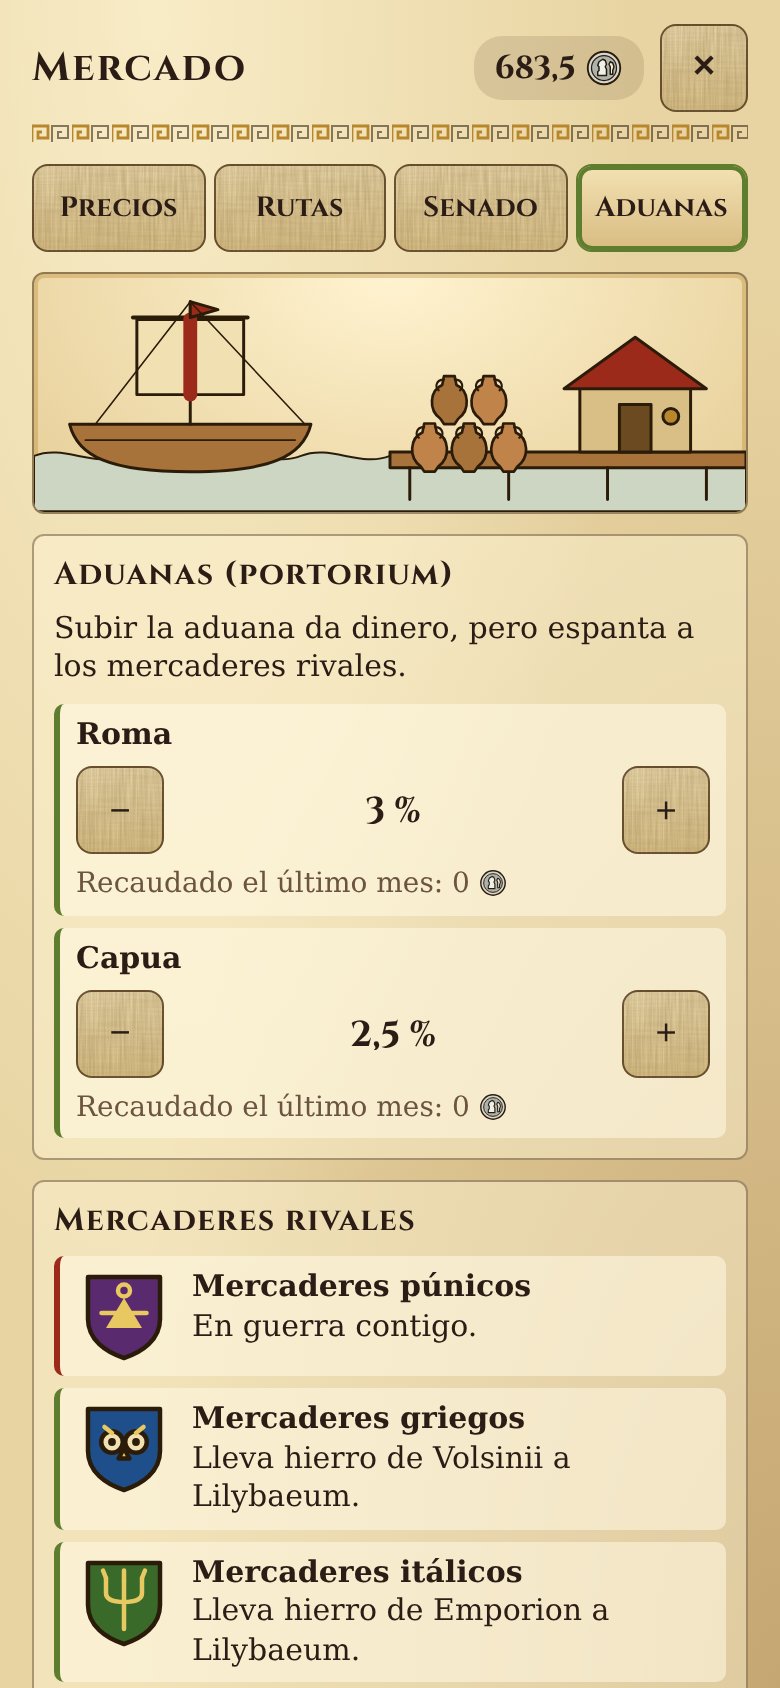 Mercado
683,5
×
Precios
Rutas
Senado
Aduanas
Aduanas (portorium)
Subir la aduana da dinero, pero espanta a
los mercaderes rivales.
Roma
−
3 %
+
Recaudado el último mes: 0
Capua
−
2,5 %
+
Recaudado el último mes: 0
Mercaderes rivales
Mercaderes púnicos
En guerra contigo.
Mercaderes griegos
Lleva hierro de Volsinii a
Lilybaeum.
Mercaderes itálicos
Lleva hierro de Emporion a
Lilybaeum.